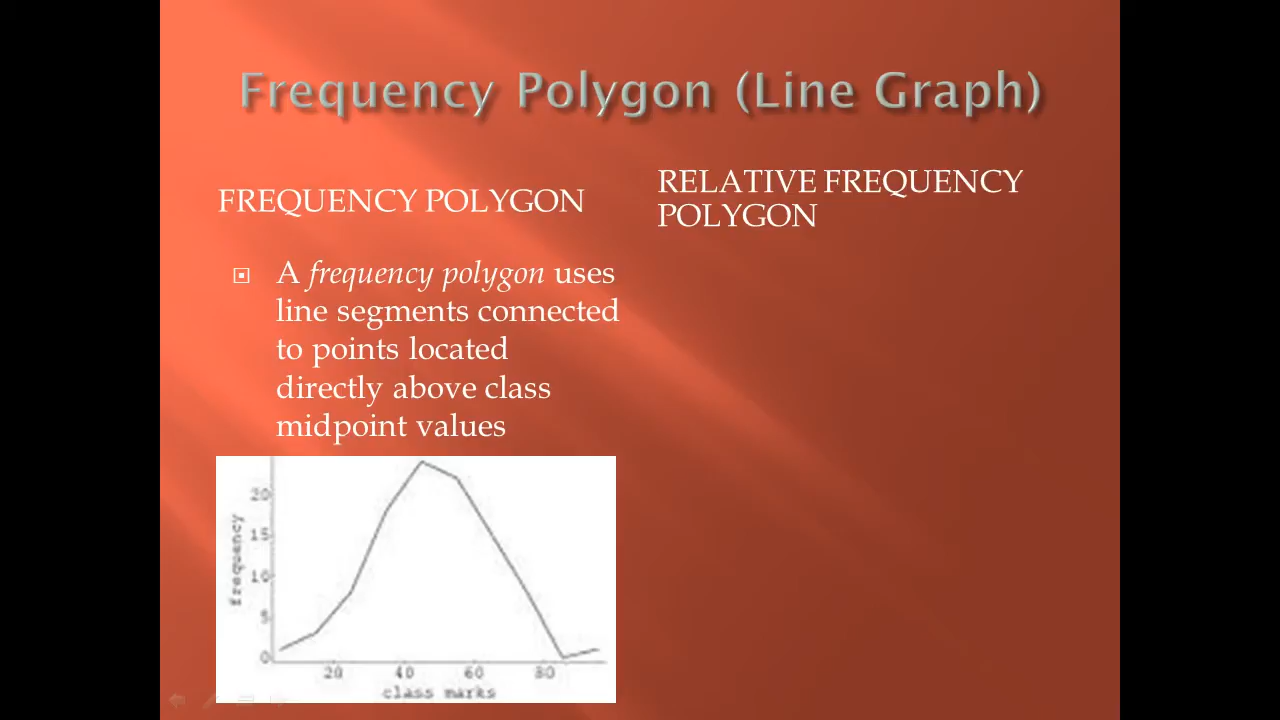 Frequency Polygon (Line Graph)
FREQUENCY POLYGON
A frequency polygon uses
line segments connected
to points located
directly above class
midpoint values
frequency
20
15
10
5
0
20 40 60 80
class marks
RELATIVE FREQUENCY
POLYGON